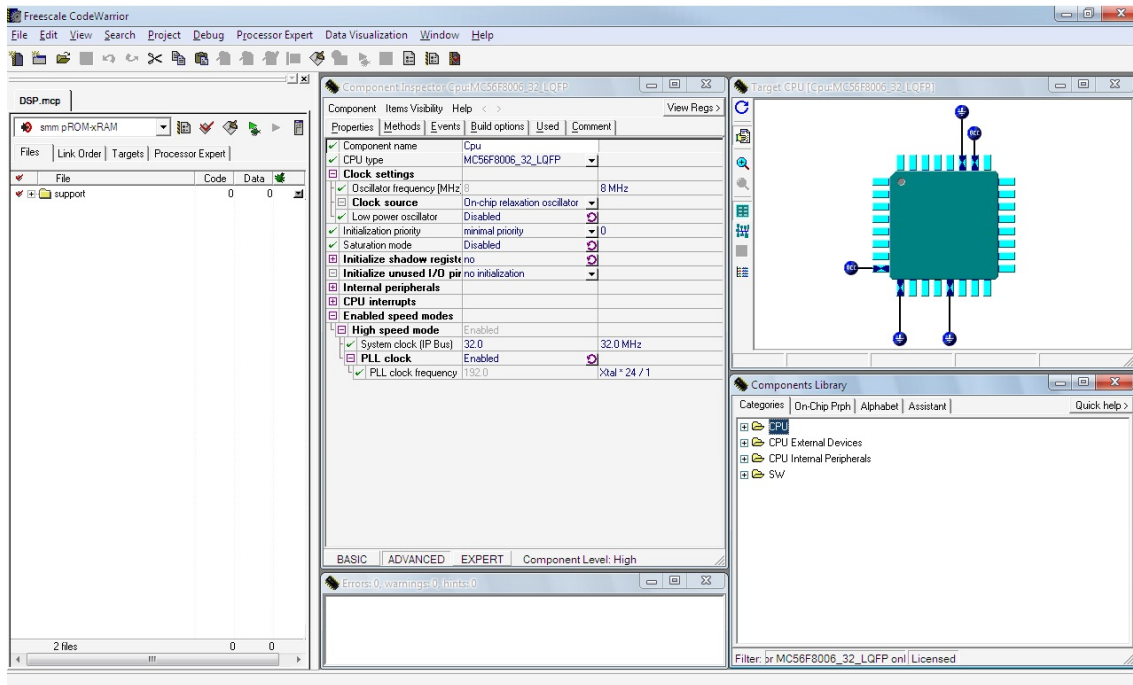 Freescale CodeWarrior
File Edit View Search Project Debug Processor Expert Data Visualization Window Help
DSP.mcp
smm pROM-xRAM
Files Link Order Targets Processor Expert
File Code Data
support 0 0
2 files 0 0
Component Inspector Cpu:MC56F8006_32_LQFP
Component Items Visibility Help < > View Regs >
Properties Methods Events Build options Used Comment
Component name Cpu
CPU type MC56F8006_32_LQFP
Clock settings
Oscillator frequency [MHz] 8 8 MHz
Clock source On-chip relaxation oscillator
Low power oscillator Disabled
Initialization priority minimal priority 0
Saturation mode Disabled
Initialize shadow registe no
Initialize unused I/O pir no initialization
Internal peripherals
CPU interrupts
Enabled speed modes
High speed mode Enabled
System clock (IP Bus) 32.0 32.0 MHz
PLL clock Enabled
PLL clock frequency 192.0 Xtal * 24 / 1
BASIC ADVANCED EXPERT Component Level: High
Errors: 0, warnings: 0, hints: 0
Target CPU [Cpu:MC56F8006_32_LQFP]
Components Library
Categories On-Chip Prph Alphabet Assistant Quick help >
CPU
CPU External Devices
CPU Internal Peripherals
SW
Filter: or MC56F8006_32_LQFP onl Licensed